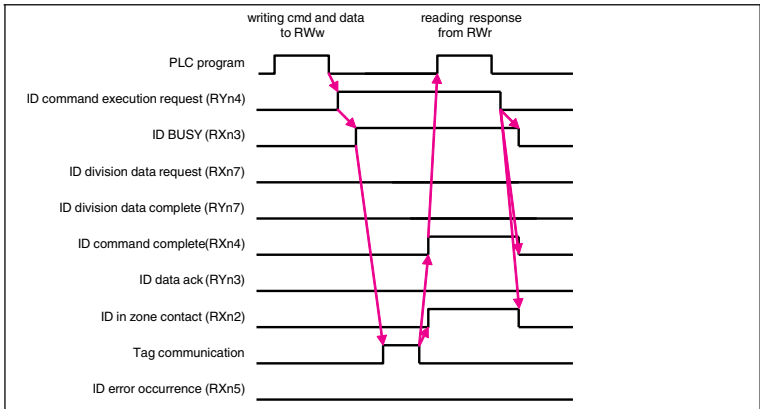 writing cmd and data
to RWw
reading response
from RWr
PLC program
ID command execution request (RYn4)
ID BUSY (RXn3)
ID division data request (RXn7)
ID division data complete (RYn7)
ID command complete(RXn4)
ID data ack (RYn3)
ID in zone contact (RXn2)
Tag communication
ID error occurrence (RXn5)